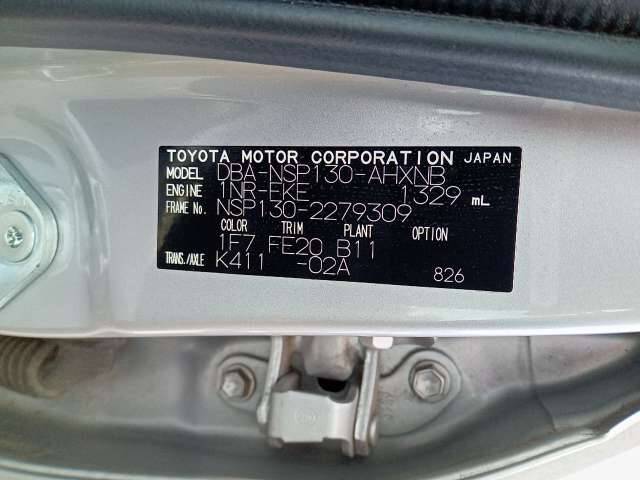 TOYOTA MOTOR CORPORATION JAPAN
MODEL DBA-NSP130-AHXNB
ENGINE 1NR-FKE 1329 mL
FRAME No. NSP130-2279309
COLOR TRIM PLANT OPTION
1F7 FE20 B11
TRANS./AXLE K411 -02A 826